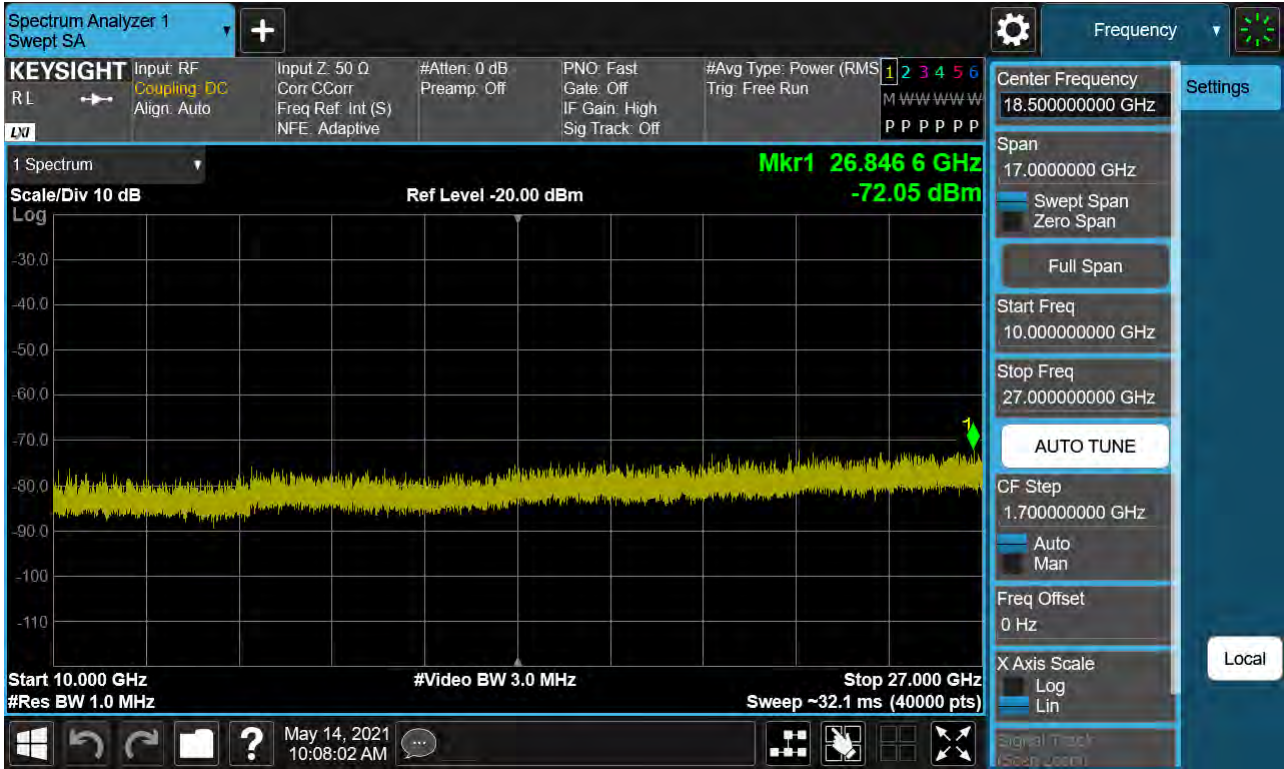 Spectrum Analyzer 1
Swept SA
Frequency
KEYSIGHT
R L
LXI
Input: RF
Coupling: DC
Align: Auto
Input Z: 50 Ω
Corr CCorr
Freq Ref: Int (S)
NFE: Adaptive
#Atten: 0 dB
Preamp: Off
PNO: Fast
Gate: Off
IF Gain: High
Sig Track: Off
#Avg Type: Power (RMS
Trig: Free Run
1 2 3 4 5 6
M W W W W W
P P P P P P
1 Spectrum
Scale/Div 10 dB
Ref Level -20.00 dBm
Mkr1 26.846 6 GHz
-72.05 dBm
Log
-30.0
-40.0
-50.0
-60.0
-70.0
-80.0
-90.0
-100
-110
1
Start 10.000 GHz
#Video BW 3.0 MHz
Stop 27.000 GHz
#Res BW 1.0 MHz
Sweep ~32.1 ms (40000 pts)
Center Frequency
18.500000000 GHz
Settings
Span
17.0000000 GHz
Swept Span
Zero Span
Full Span
Start Freq
10.000000000 GHz
Stop Freq
27.000000000 GHz
AUTO TUNE
CF Step
1.700000000 GHz
Auto
Man
Freq Offset
0 Hz
X Axis Scale
Log
Lin
Signal Track
(Span Zoom)
Local
?
May 14, 2021
10:08:02 AM